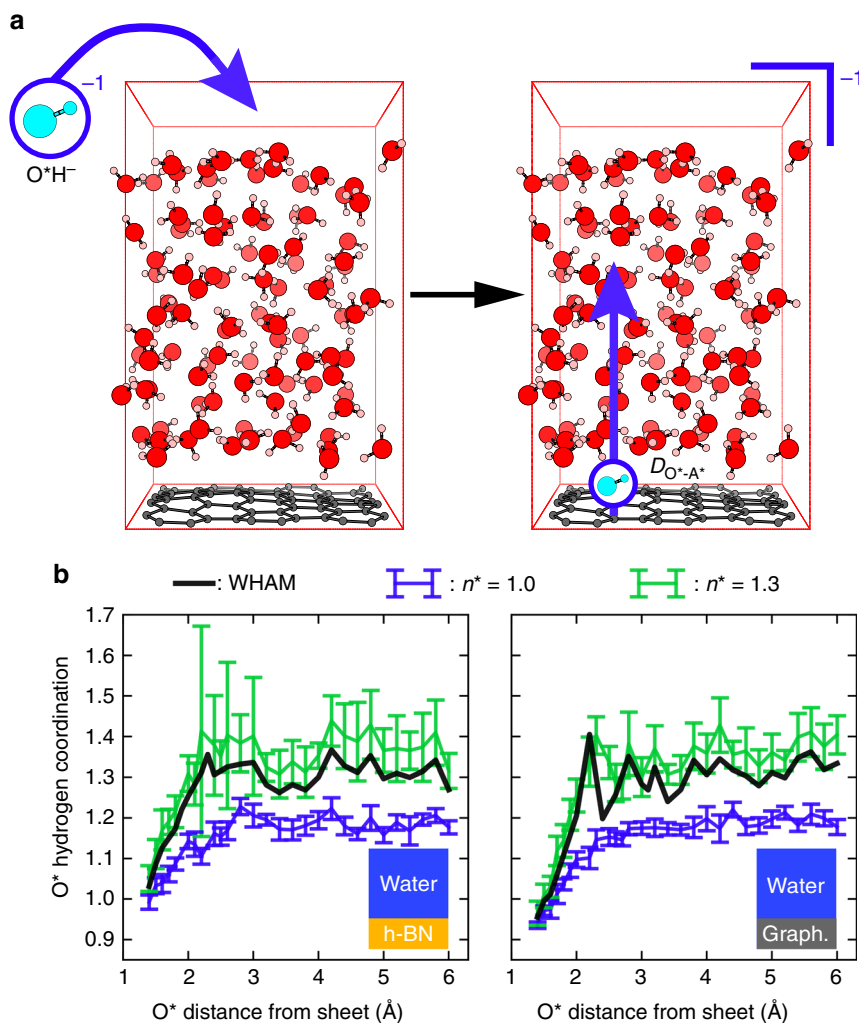 a
−1
O*H−
−1
D O*-A*
b
: WHAM
: n* = 1.0
: n* = 1.3
O* hydrogen coordination
1.7
1.6
1.5
1.4
1.3
1.2
1.1
1.0
0.9
Water
h-BN
Water
Graph.
1 2 3 4 5 6
1 2 3 4 5 6
O* distance from sheet (Å)
O* distance from sheet (Å)